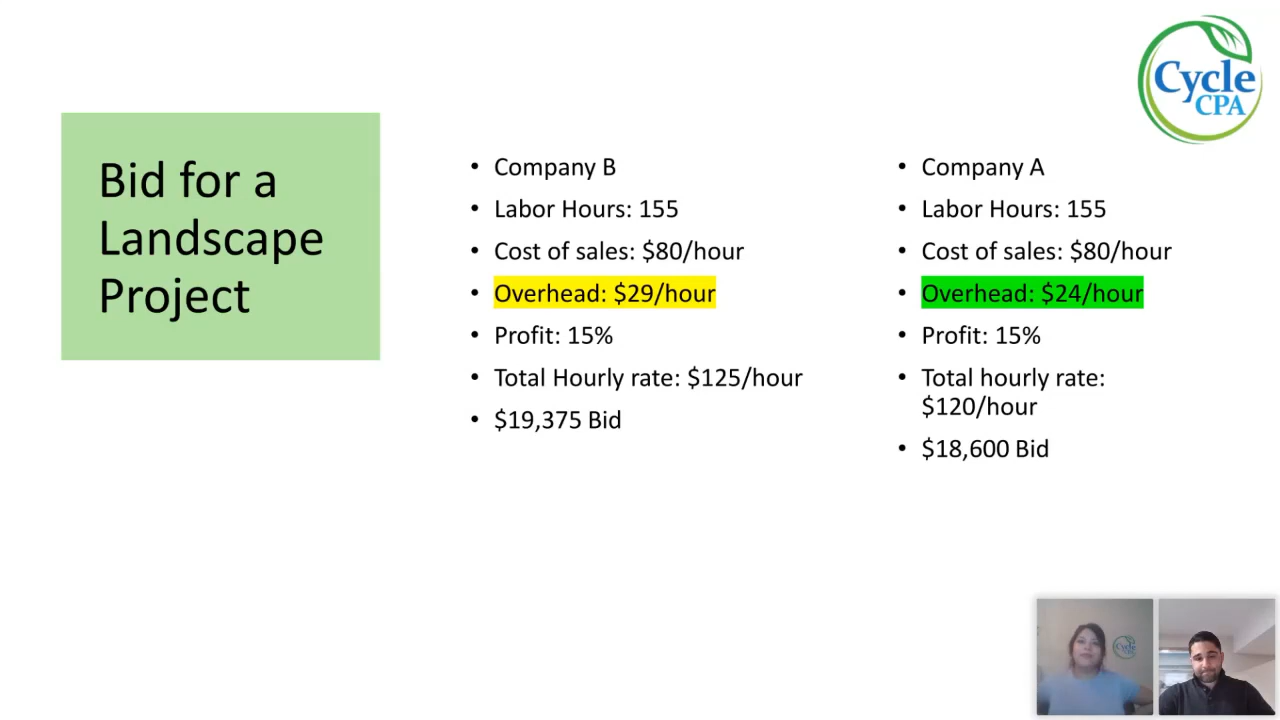 Cycle
CPA
Bid for a
Landscape
Project
• Company B
• Labor Hours: 155
• Cost of sales: $80/hour
• Overhead: $29/hour
• Profit: 15%
• Total Hourly rate: $125/hour
• $19,375 Bid
• Company A
• Labor Hours: 155
• Cost of sales: $80/hour
• Overhead: $24/hour
• Profit: 15%
• Total hourly rate:
$120/hour
• $18,600 Bid
Cycle
CPA